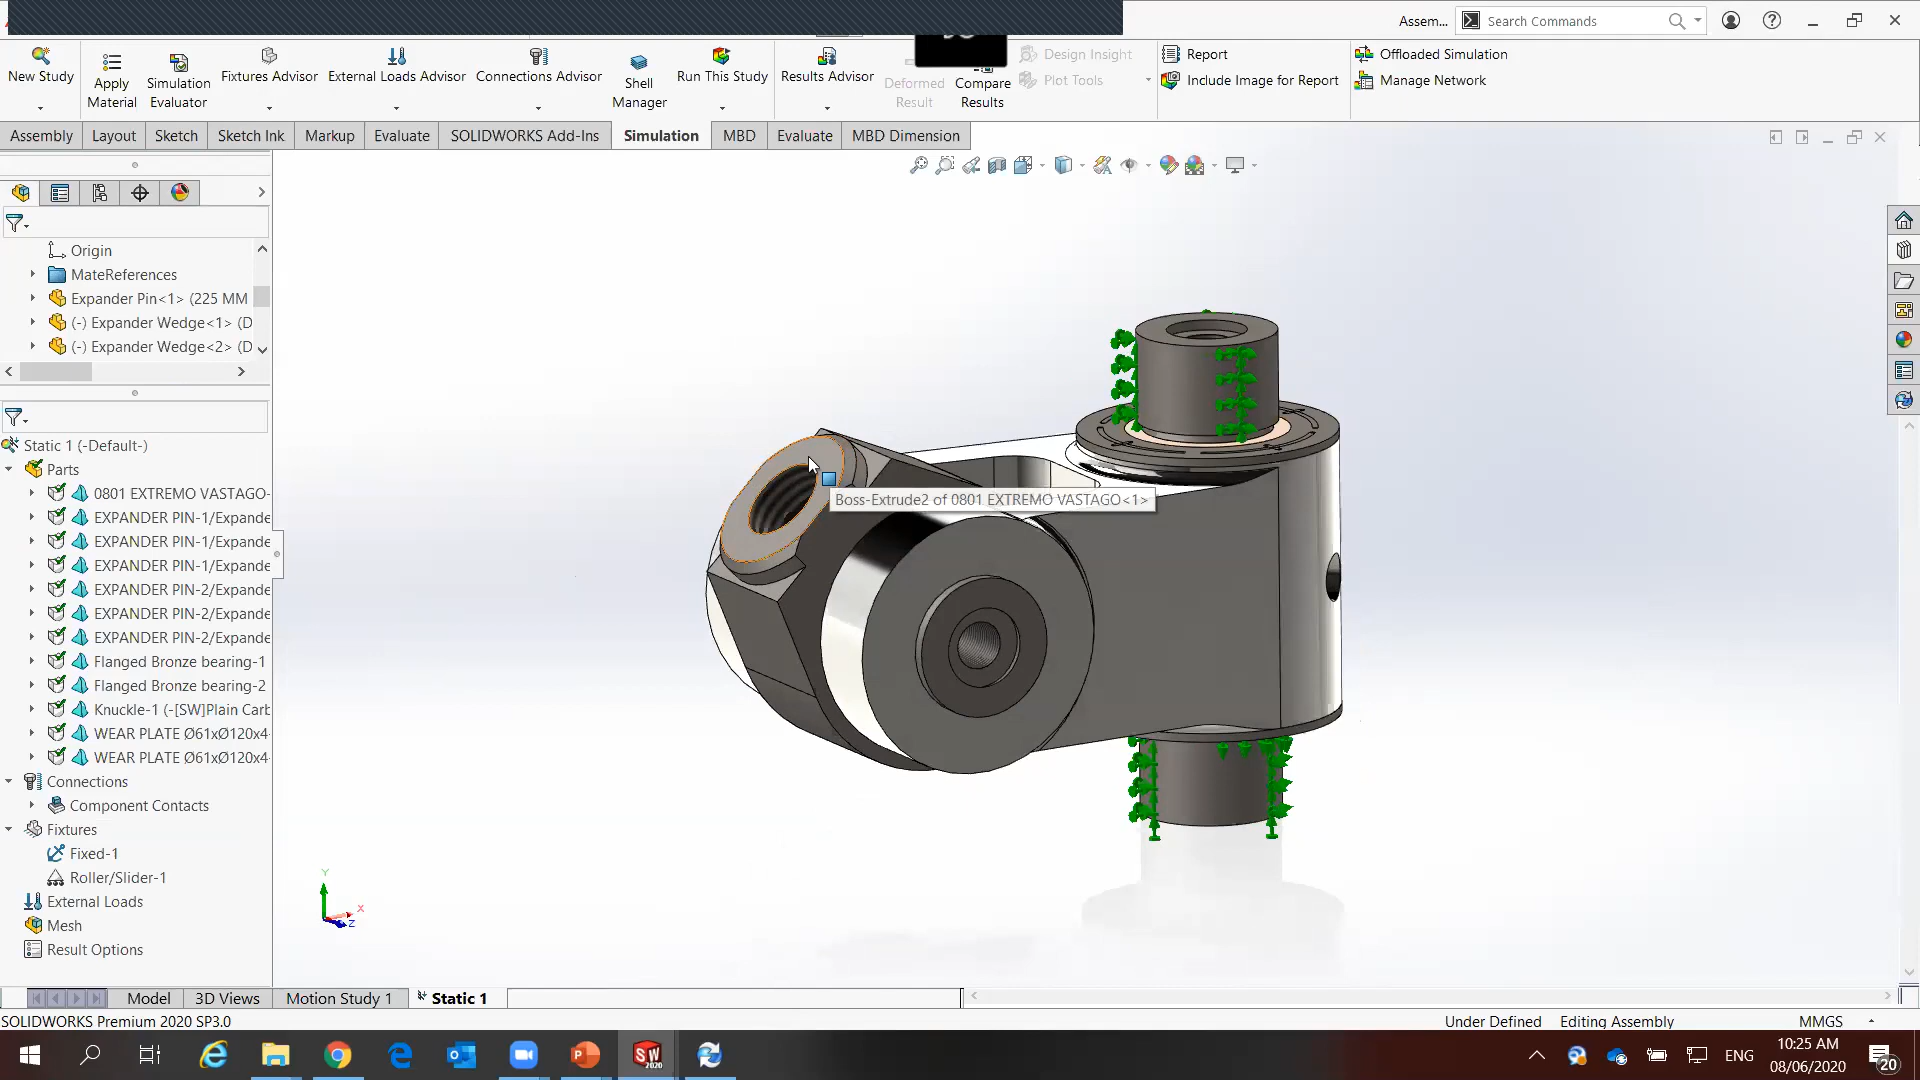 Assem...
Search Commands
New Study
Apply
Material
Simulation
Evaluator
Fixtures Advisor
External Loads Advisor
Connections Advisor
Shell
Manager
Run This Study
Results Advisor
Deformed
Result
Compare
Results
Design Insight
Plot Tools
Report
Include Image for Report
Offloaded Simulation
Manage Network
Assembly
Layout
Sketch
Sketch Ink
Markup
Evaluate
SOLIDWORKS Add-Ins
Simulation
MBD
Evaluate
MBD Dimension
Origin
MateReferences
Expander Pin<1> (225 MM
(-) Expander Wedge<1> (D
(-) Expander Wedge<2> (D
Static 1 (-Default-)
Parts
0801 EXTREMO VASTAGO-
EXPANDER PIN-1/Expande
EXPANDER PIN-1/Expande
EXPANDER PIN-1/Expande
EXPANDER PIN-2/Expande
EXPANDER PIN-2/Expande
EXPANDER PIN-2/Expande
Flanged Bronze bearing-1
Flanged Bronze bearing-2
Knuckle-1 (-[SW]Plain Carb
WEAR PLATE Ø61xØ120x4-
WEAR PLATE Ø61xØ120x4-
Connections
Component Contacts
Fixtures
Fixed-1
Roller/Slider-1
External Loads
Mesh
Result Options
Boss-Extrude2 of 0801 EXTREMO VASTAGO<1>
Y
X
Z
Model
3D Views
Motion Study 1
Static 1
SOLIDWORKS Premium 2020 SP3.0
Under Defined
Editing Assembly
MMGS
SW
2020
ENG
10:25 AM
08/06/2020
20